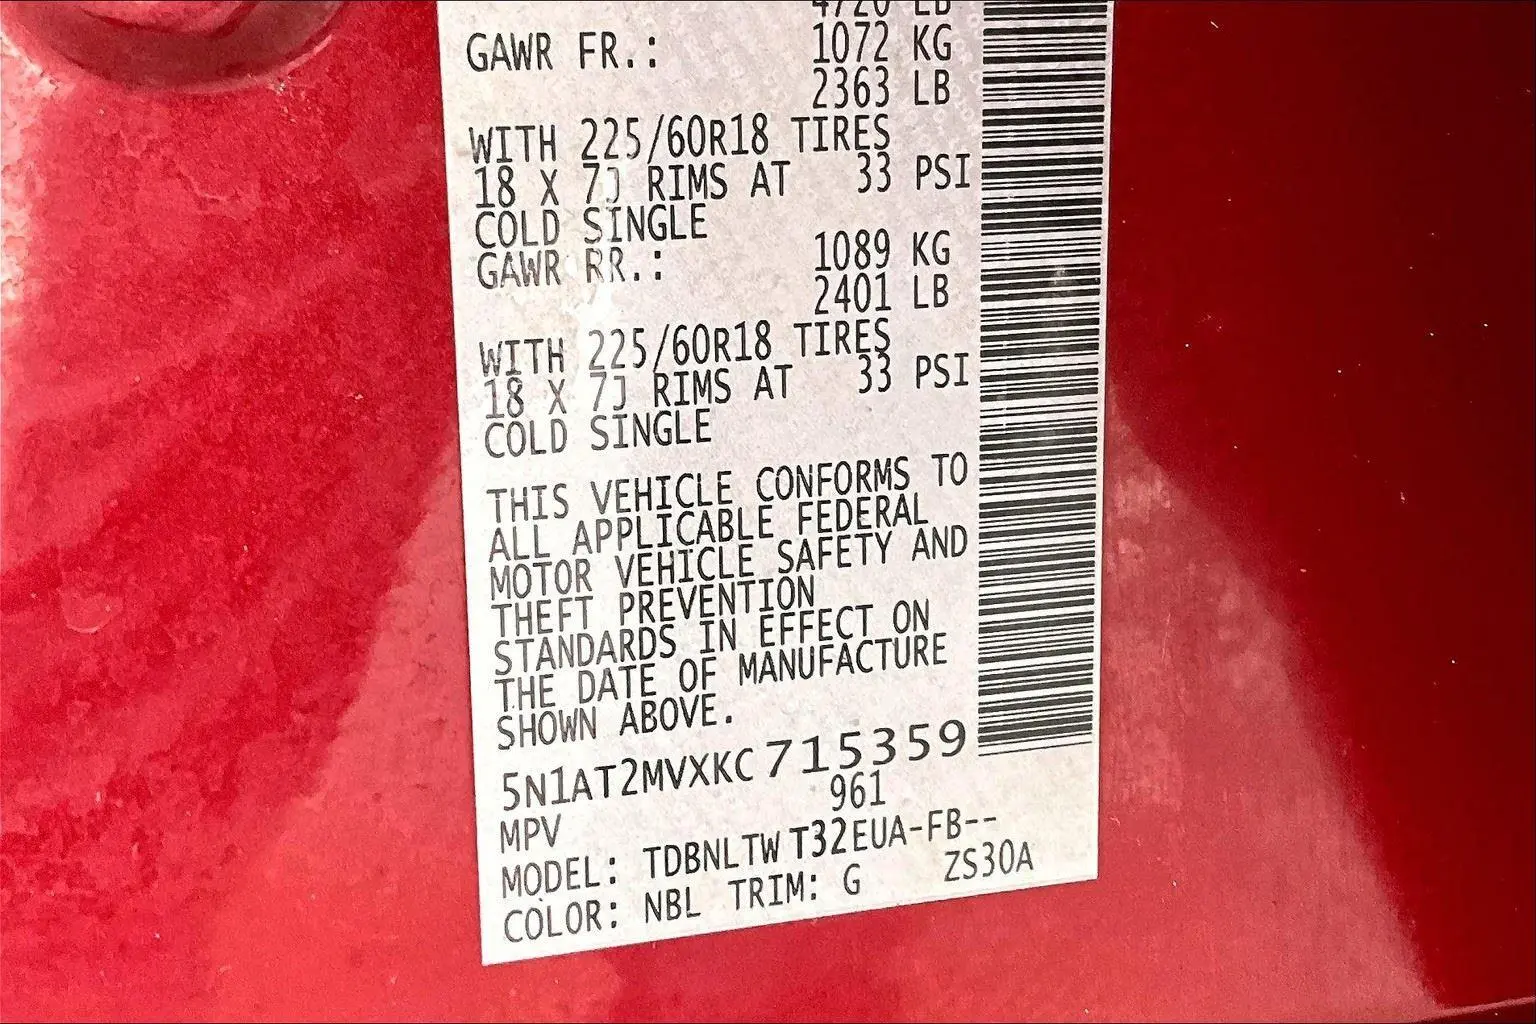 4720 LB
GAWR FR.: 1072 KG
2363 LB
WITH 225/60R18 TIRES
18 X 7J RIMS AT 33 PSI
COLD SINGLE
GAWR RR.: 1089 KG
2401 LB
WITH 225/60R18 TIRES
18 X 7J RIMS AT 33 PSI
COLD SINGLE
THIS VEHICLE CONFORMS TO
ALL APPLICABLE FEDERAL
MOTOR VEHICLE SAFETY AND
THEFT PREVENTION
STANDARDS IN EFFECT ON
THE DATE OF MANUFACTURE
SHOWN ABOVE.
5N1AT2MVXKC715359
MPV 961
MODEL: TDBNLTWT32EUA-FB--
COLOR: NBL TRIM: G ZS30A